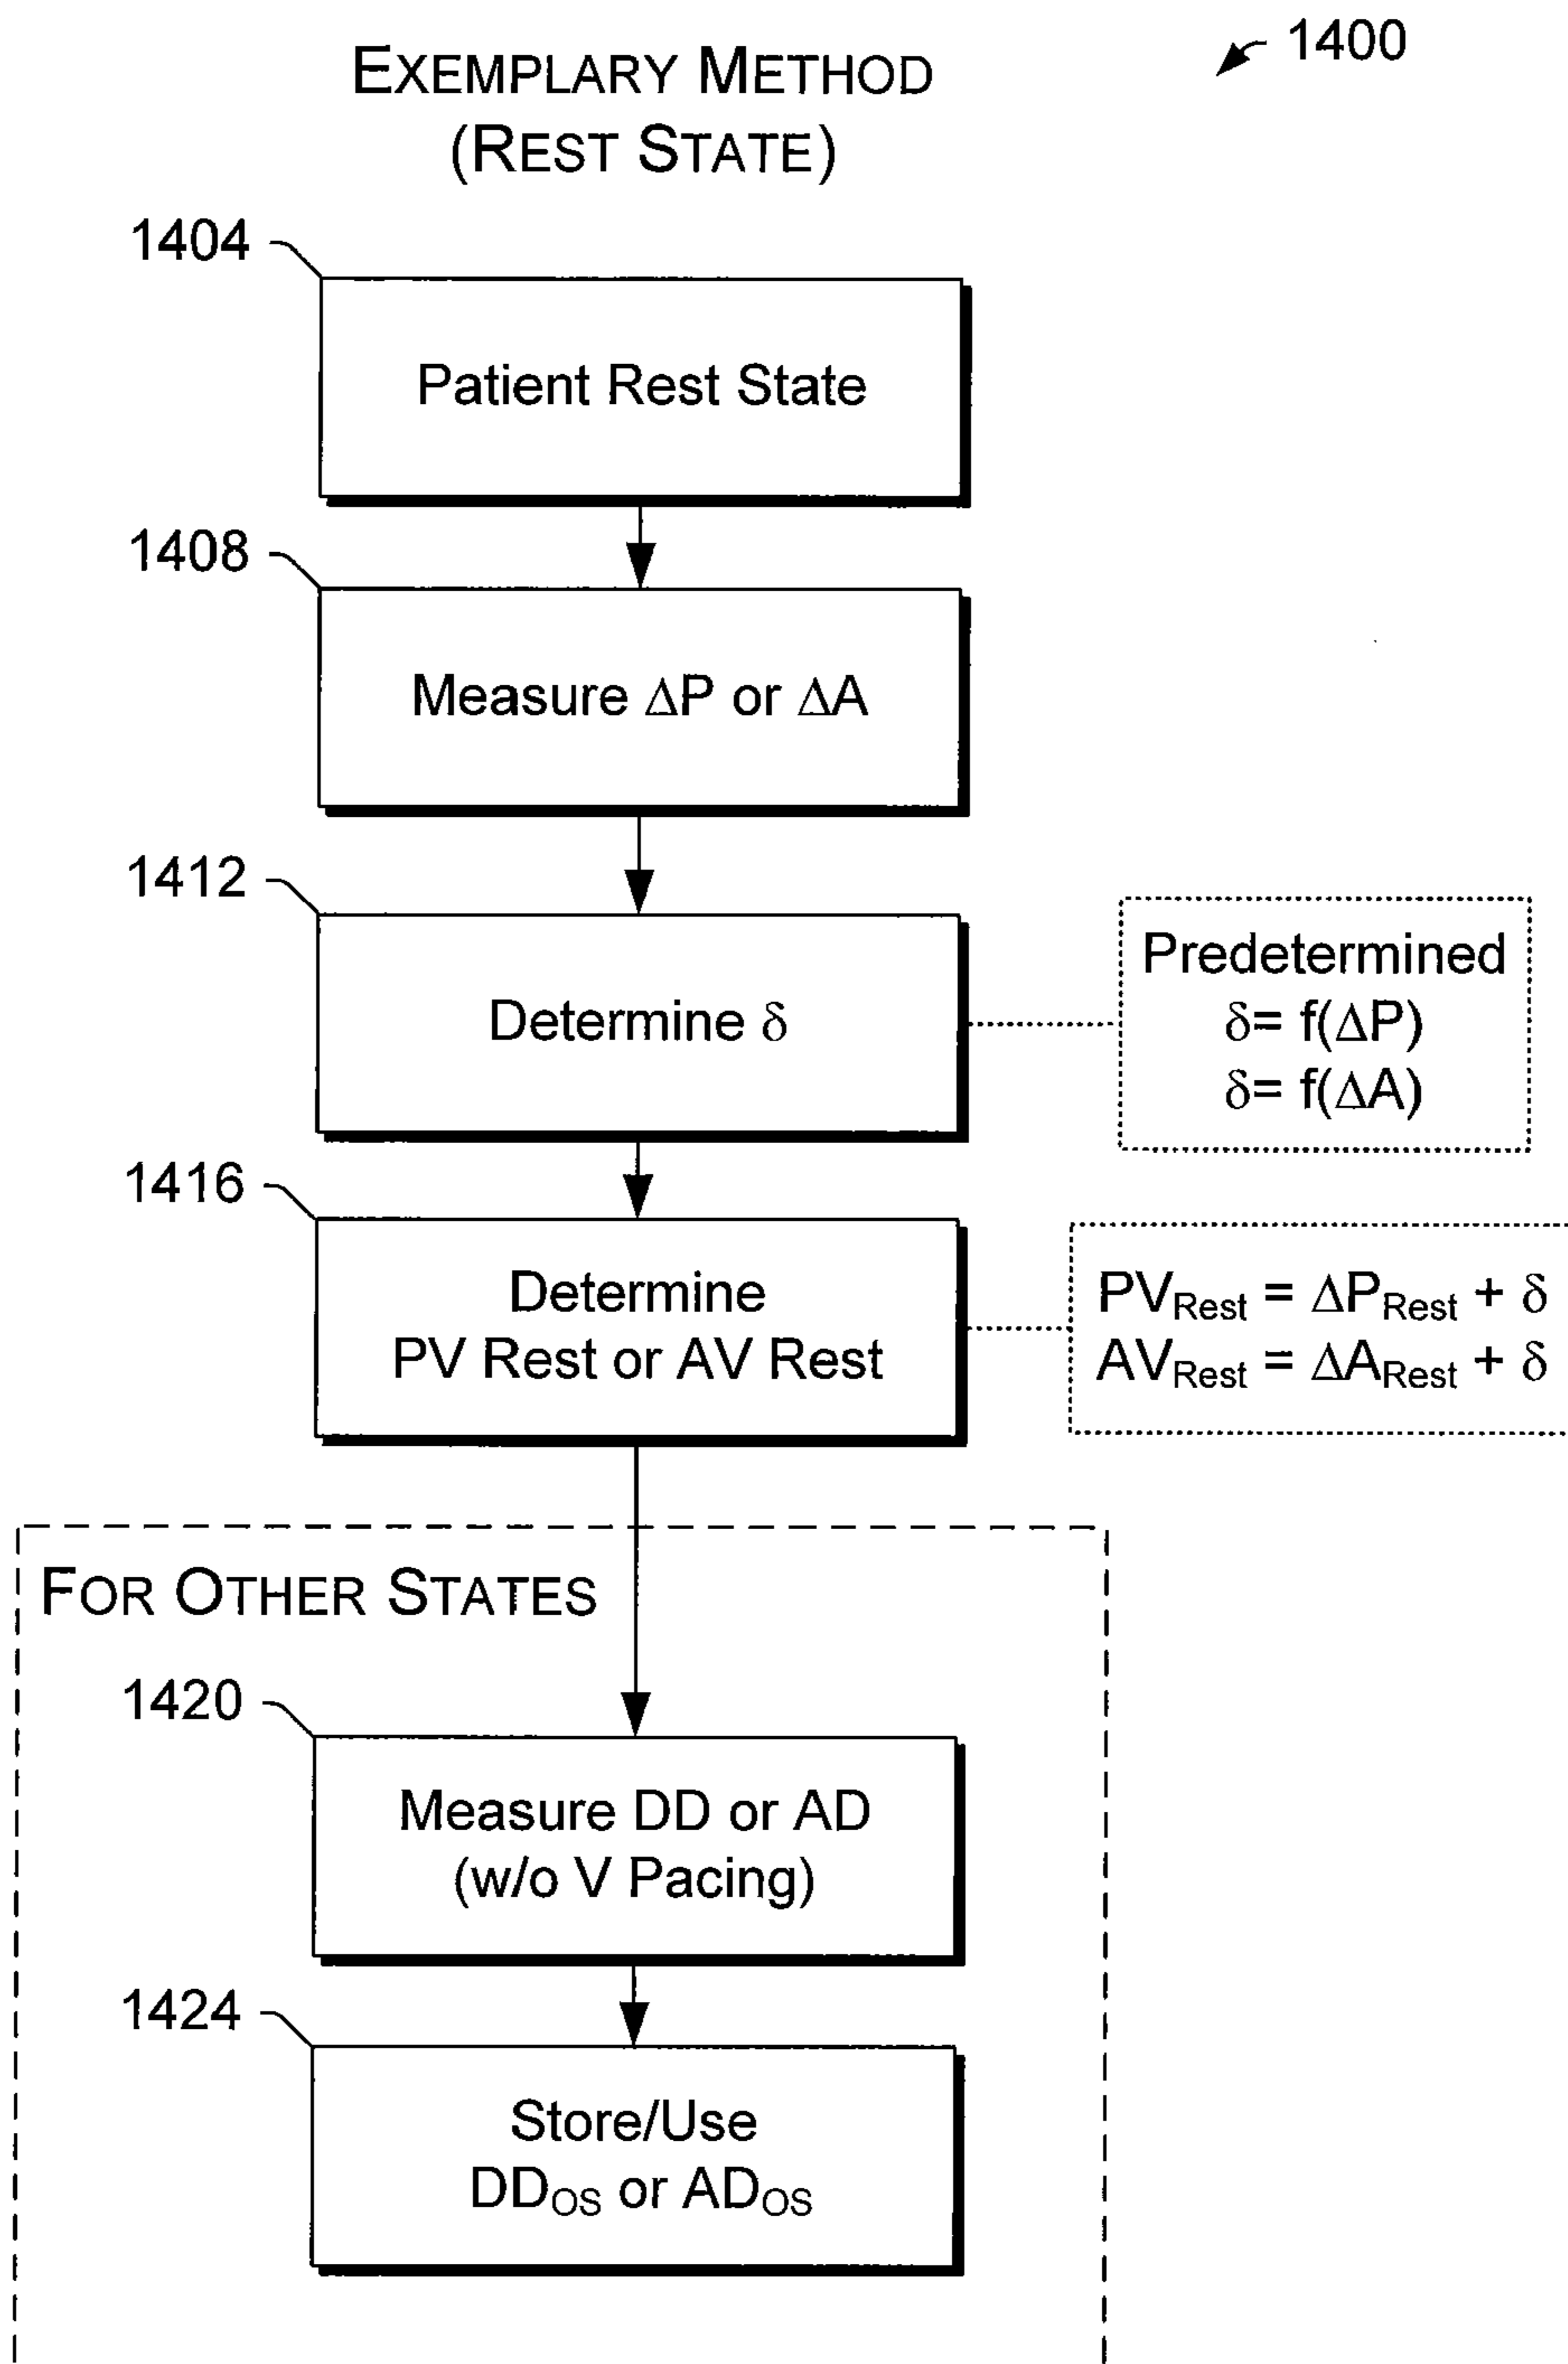 1400
EXEMPLARY METHOD
(REST STATE)
1404
Patient Rest State
1408
Measure ΔP or ΔA
1412
Determine δ
Predetermined
δ= f(ΔP)
δ= f(ΔA)
1416
Determine
PV Rest or AV Rest
PVRest = ΔPRest + δ
AVRest = ΔARest + δ
FOR OTHER STATES
1420
Measure DD or AD
(w/o V Pacing)
1424
Store/Use
DDOS or ADOS